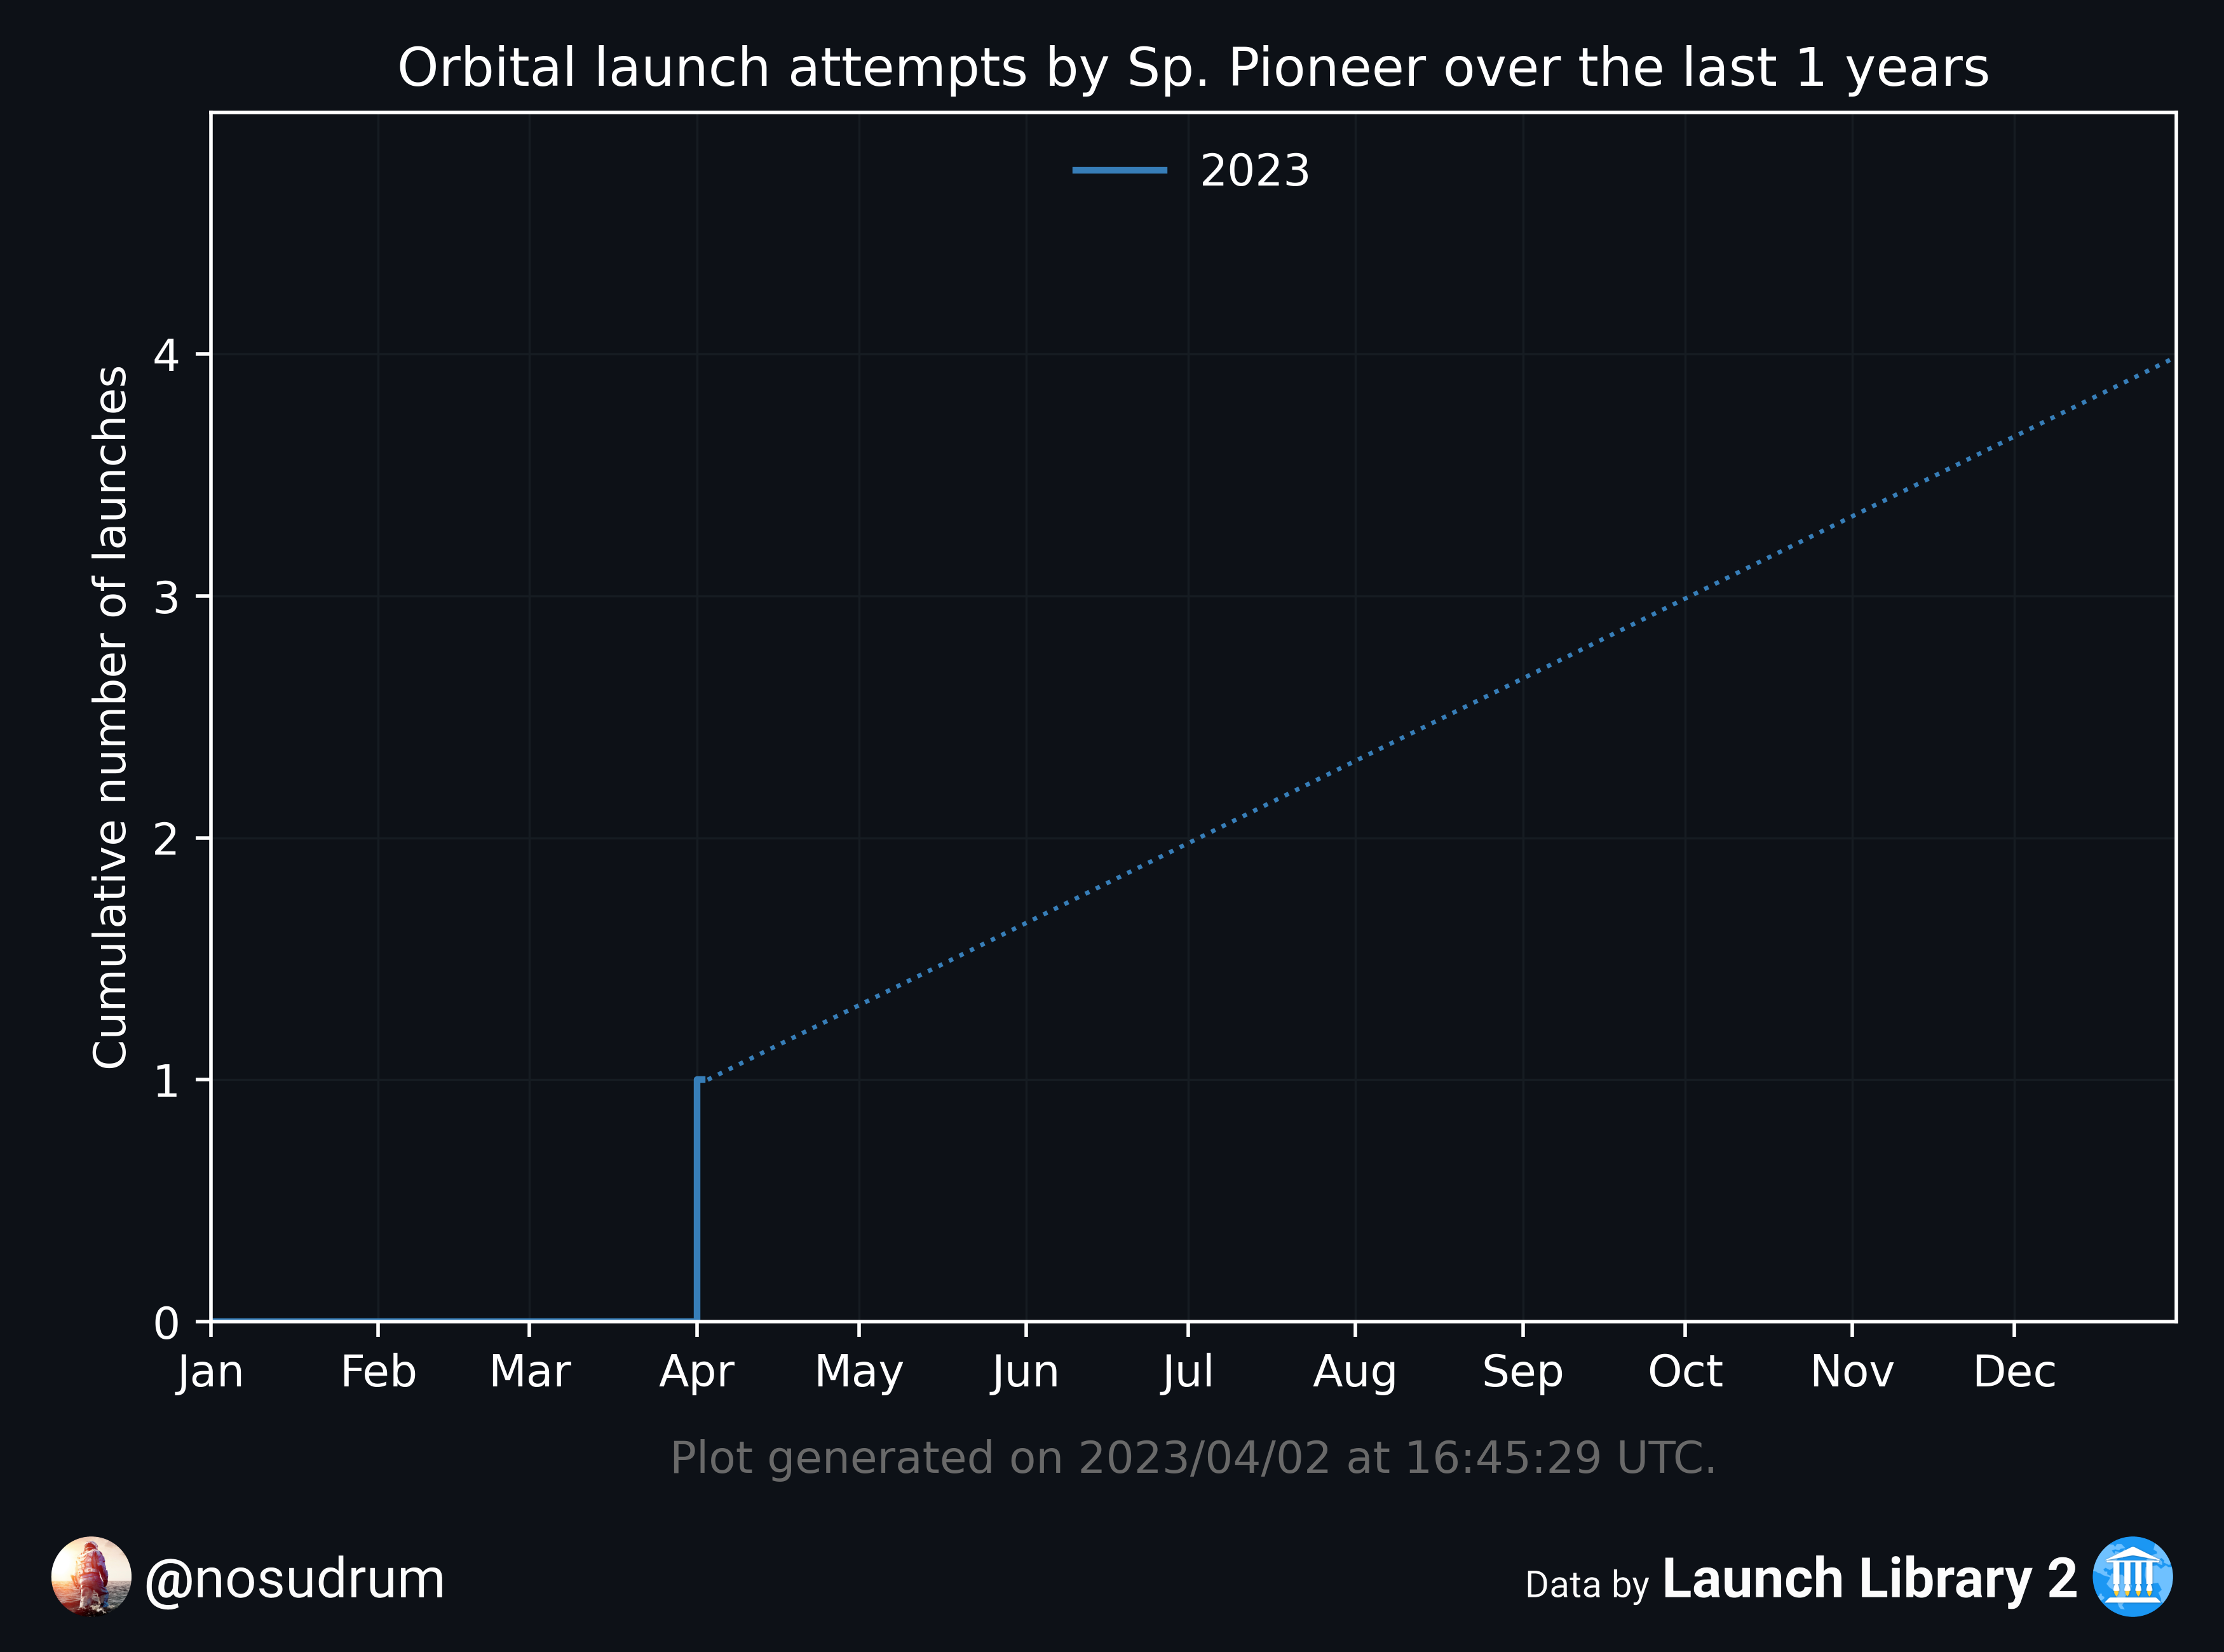 Orbital launch attempts by Sp. Pioneer over the last 1 years
2023
Cumulative number of launches
4
3
2
1
0
Jan Feb Mar Apr May Jun Jul Aug Sep Oct Nov Dec
Plot generated on 2023/04/02 at 16:45:29 UTC.
@nosudrum
Data by Launch Library 2